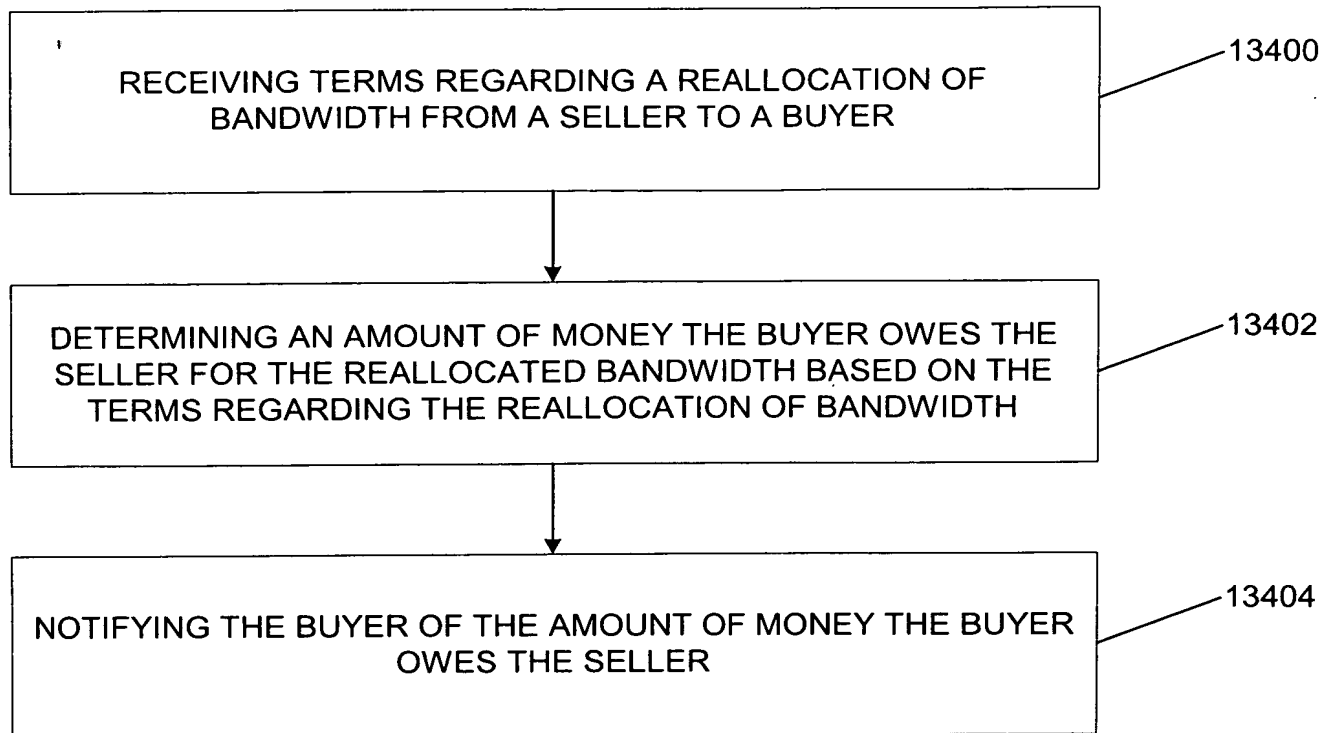 RECEIVING TERMS REGARDING A REALLOCATION OF
BANDWIDTH FROM A SELLER TO A BUYER
13400
DETERMINING AN AMOUNT OF MONEY THE BUYER OWES THE
SELLER FOR THE REALLOCATED BANDWIDTH BASED ON THE
TERMS REGARDING THE REALLOCATION OF BANDWIDTH
13402
NOTIFYING THE BUYER OF THE AMOUNT OF MONEY THE BUYER
OWES THE SELLER
13404